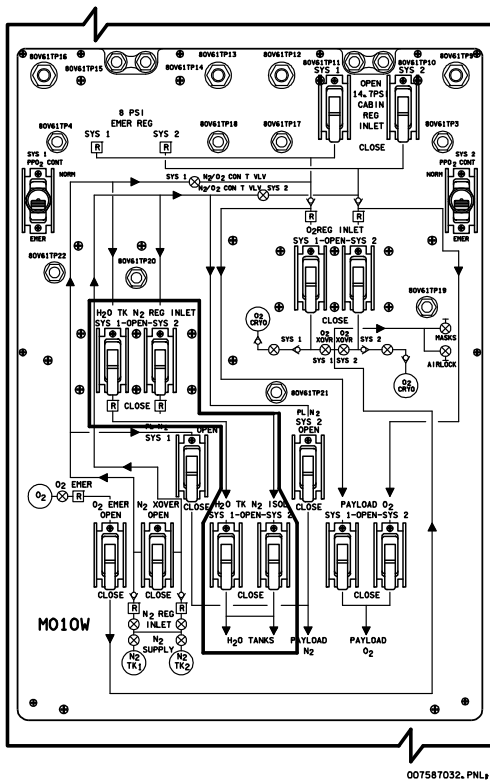 80V61TP16
80V61TP15
80V61TP13
80V61TP14
80V61TP12
80V61TP11
SYS 1
80V61TP10
SYS 2
80V61TP9
OPEN
14.7PSI
CABIN
REG
INLET
CLOSE
8 PSI
EMER REG
SYS 1
SYS 2
R
R
80V61TP4
80V61TP18
80V61TP17
80V61TP3
SYS 1
PPO2 CONT
NORM
EMER
SYS 2
PPO2 CONT
NORM
EMER
SYS 1
N2/O2 CON T VLV
N2/O2 CON T VLV SYS 2
R
R
80V61TP22
80V61TP20
O2REG INLET
SYS 1-OPEN-SYS 2
CLOSE
80V61TP19
H2O TK N2 REG INLET
SYS 1-OPEN-SYS 2
R CLOSE R
O2
CRYO
SYS 1
O2
XOVR
O2
XOVR
SYS 2
SYS 1
SYS 2
MASKS
AIRLOCK
O2
CRYO
80V61TP21
PL N2
SYS 1
OPEN
CLOSE
PL N2
SYS 2
OPEN
CLOSE
O2 EMER
O2
R
O2 EMER
OPEN
CLOSE
N2 XOVER
OPEN
CLOSE
H2O TK N2 ISOL
SYS 1-OPEN-SYS 2
CLOSE
PAYLOAD O2
SYS 1-OPEN-SYS 2
CLOSE
R
R
N2 REG
INLET
N2
SUPPLY
N2
TK1
N2
TK2
MO10W
H2O TANKS
PAYLOAD
N2
PAYLOAD
O2
007587032.PNL